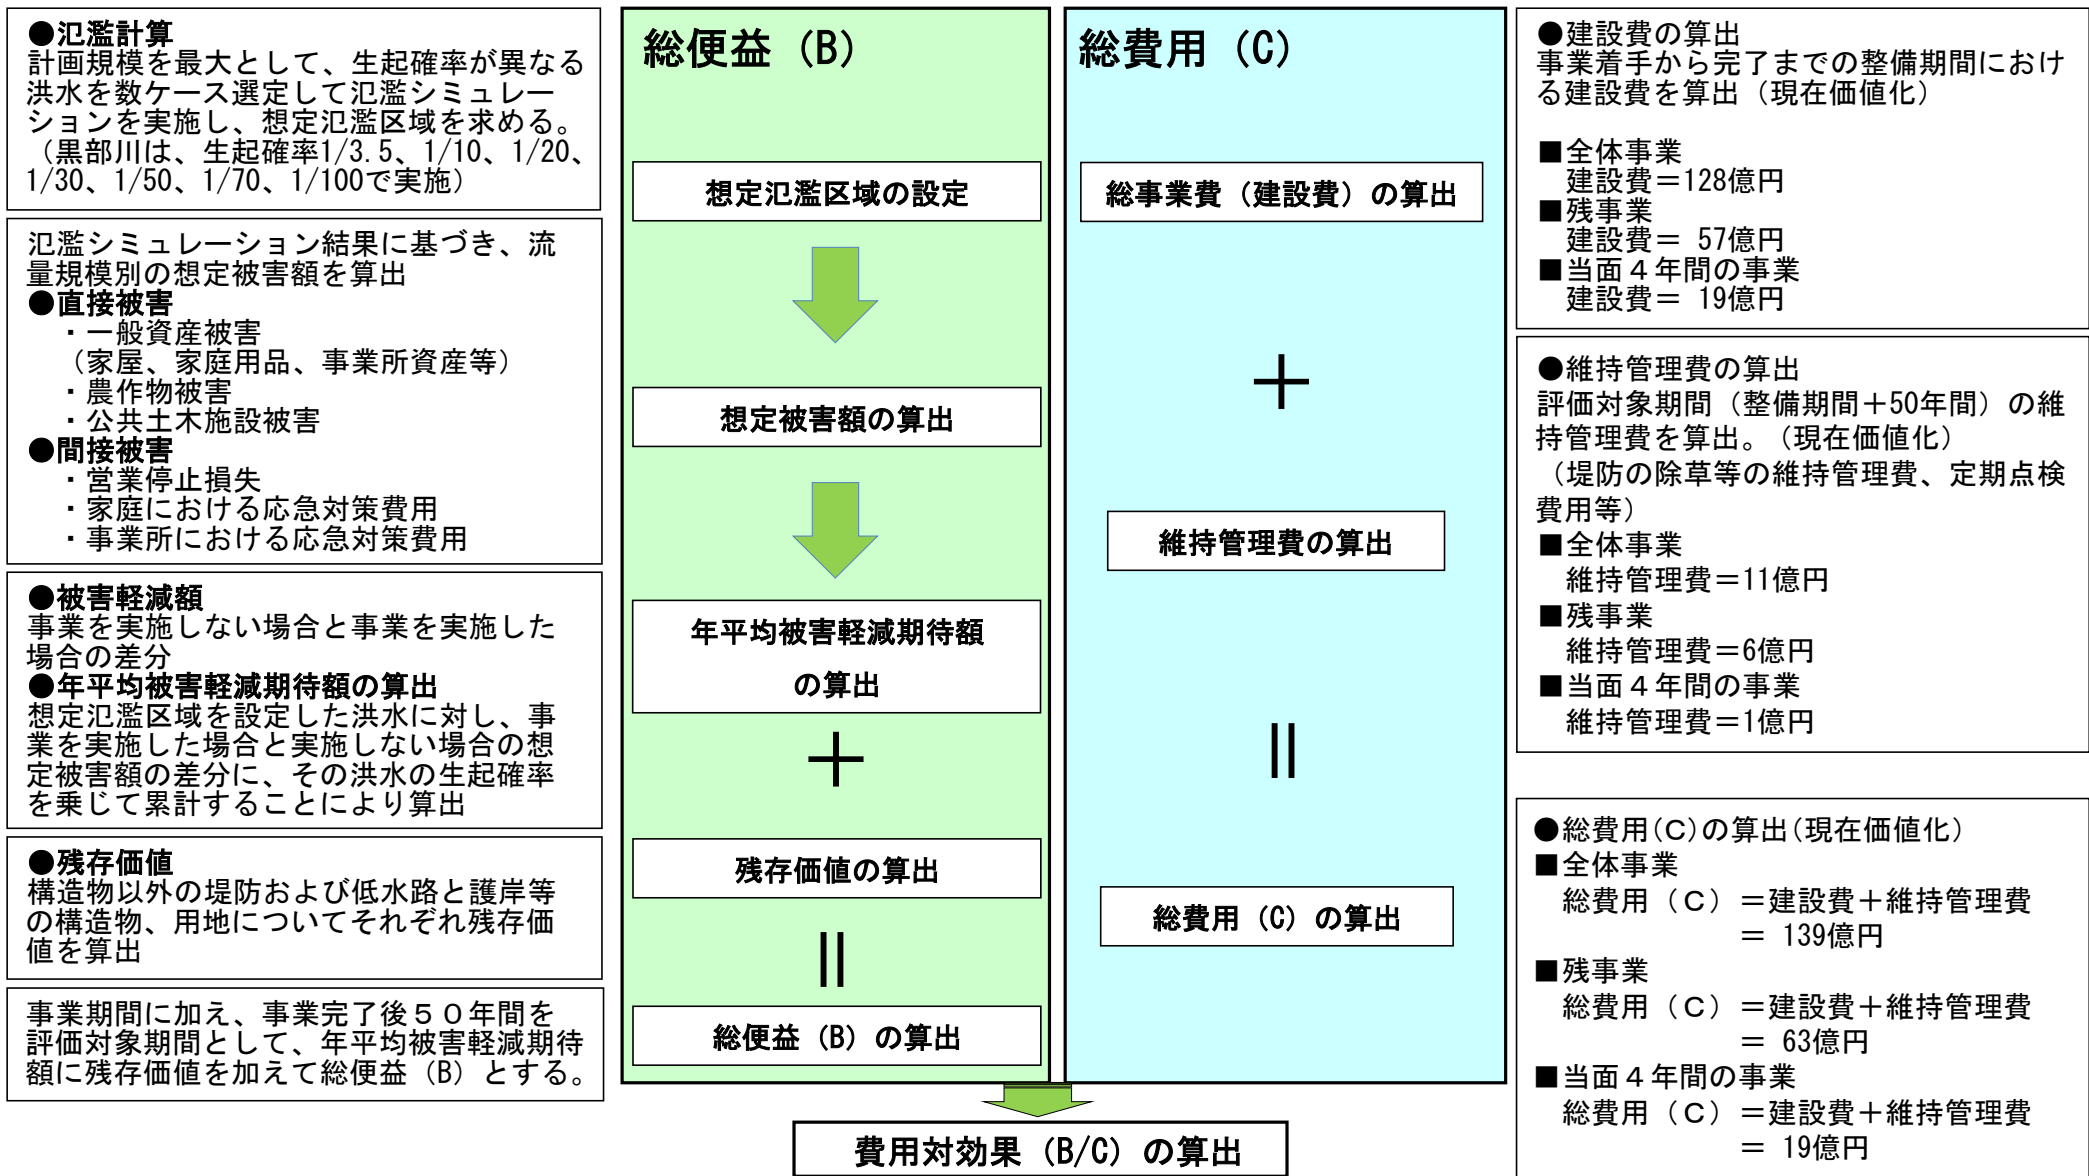 ●氾濫計算
計画規模を最大として、生起確率が異なる
洪水を数ケース選定して氾濫シミュレー
ションを実施し、想定氾濫区域を求める。
（黒部川は、生起確率1/3.5、1/10、1/20、
1/30、1/50、1/70、1/100で実施）
氾濫シミュレーション結果に基づき、流
量規模別の想定被害額を算出
●直接被害
・一般資産被害
（家屋、家庭用品、事業所資産等）
・農作物被害
・公共土木施設被害
●間接被害
・営業停止損失
・家庭における応急対策費用
・事業所における応急対策費用
●被害軽減額
事業を実施しない場合と事業を実施した
場合の差分
●年平均被害軽減期待額の算出
想定氾濫区域を設定した洪水に対し、事
業を実施した場合と実施しない場合の想
定被害額の差分に、その洪水の生起確率
を乗じて累計することにより算出
●残存価値
構造物以外の堤防および低水路と護岸等
の構造物、用地についてそれぞれ残存価
値を算出
事業期間に加え、事業完了後５０年間を
評価対象期間として、年平均被害軽減期待
額に残存価値を加えて総便益（B）とする。
総便益（B）
想定氾濫区域の設定
想定被害額の算出
年平均被害軽減期待額
の算出
＋
残存価値の算出
||
総便益（B）の算出
総費用（C）
総事業費（建設費）の算出
＋
維持管理費の算出
||
総費用（C）の算出
費用対効果（B/C）の算出
●建設費の算出
事業着手から完了までの整備期間におけ
る建設費を算出（現在価値化）
■全体事業
建設費＝128億円
■残事業
建設費＝ 57億円
■当面４年間の事業
建設費＝ 19億円
●維持管理費の算出
評価対象期間（整備期間＋50年間）の維
持管理費を算出。（現在価値化）
（堤防の除草等の維持管理費、定期点検
費用等）
■全体事業
維持管理費＝11億円
■残事業
維持管理費＝6億円
■当面４年間の事業
維持管理費＝1億円
●総費用(Ｃ)の算出(現在価値化)
■全体事業
総費用（Ｃ）＝建設費＋維持管理費
＝ 139億円
■残事業
総費用（Ｃ）＝建設費＋維持管理費
＝ 63億円
■当面４年間の事業
総費用（Ｃ）＝建設費＋維持管理費
＝ 19億円